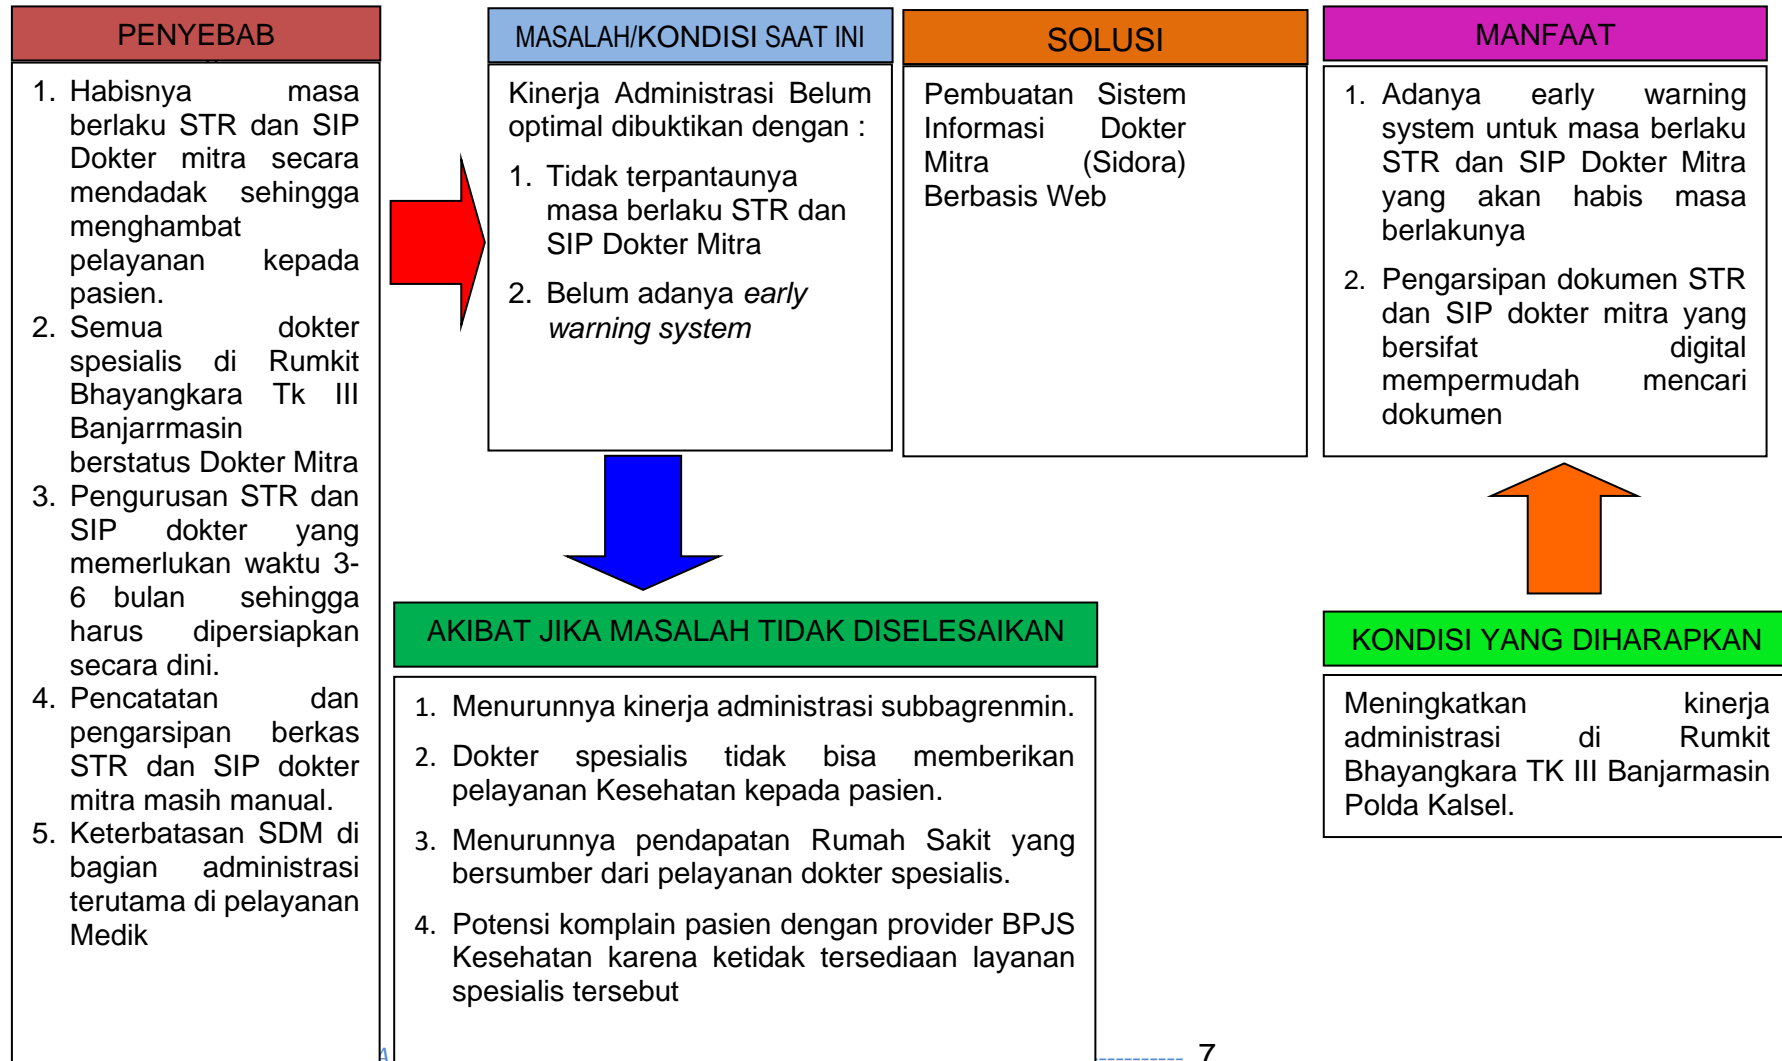 PENYEBAB
1. Habisnya masa
berlaku STR dan SIP
Dokter mitra secara
mendadak sehingga
menghambat
pelayanan kepada
pasien.
2. Semua dokter
spesialis di Rumkit
Bhayangkara Tk III
Banjarrmasin
berstatus Dokter Mitra
3. Pengurusan STR dan
SIP dokter yang
memerlukan waktu 3-
6 bulan sehingga
harus dipersiapkan
secara dini.
4. Pencatatan dan
pengarsipan berkas
STR dan SIP dokter
mitra masih manual.
5. Keterbatasan SDM di
bagian administrasi
terutama di pelayanan
Medik
MASALAH/KONDISI SAAT INI
Kinerja Administrasi Belum
optimal dibuktikan dengan :
1. Tidak terpantaunya
masa berlaku STR dan
SIP Dokter Mitra
2. Belum adanya early
warning system
SOLUSI
Pembuatan Sistem
Informasi Dokter
Mitra (Sidora)
Berbasis Web
MANFAAT
1. Adanya early warning
system untuk masa berlaku
STR dan SIP Dokter Mitra
yang akan habis masa
berlakunya
2. Pengarsipan dokumen STR
dan SIP dokter mitra yang
bersifat digital
mempermudah mencari
dokumen
AKIBAT JIKA MASALAH TIDAK DISELESAIKAN
1. Menurunnya kinerja administrasi subbagrenmin.
2. Dokter spesialis tidak bisa memberikan
pelayanan Kesehatan kepada pasien.
3. Menurunnya pendapatan Rumah Sakit yang
bersumber dari pelayanan dokter spesialis.
4. Potensi komplain pasien dengan provider BPJS
Kesehatan karena ketidak tersediaan layanan
spesialis tersebut
KONDISI YANG DIHARAPKAN
Meningkatkan kinerja
administrasi di Rumkit
Bhayangkara TK III Banjarmasin
Polda Kalsel.
7